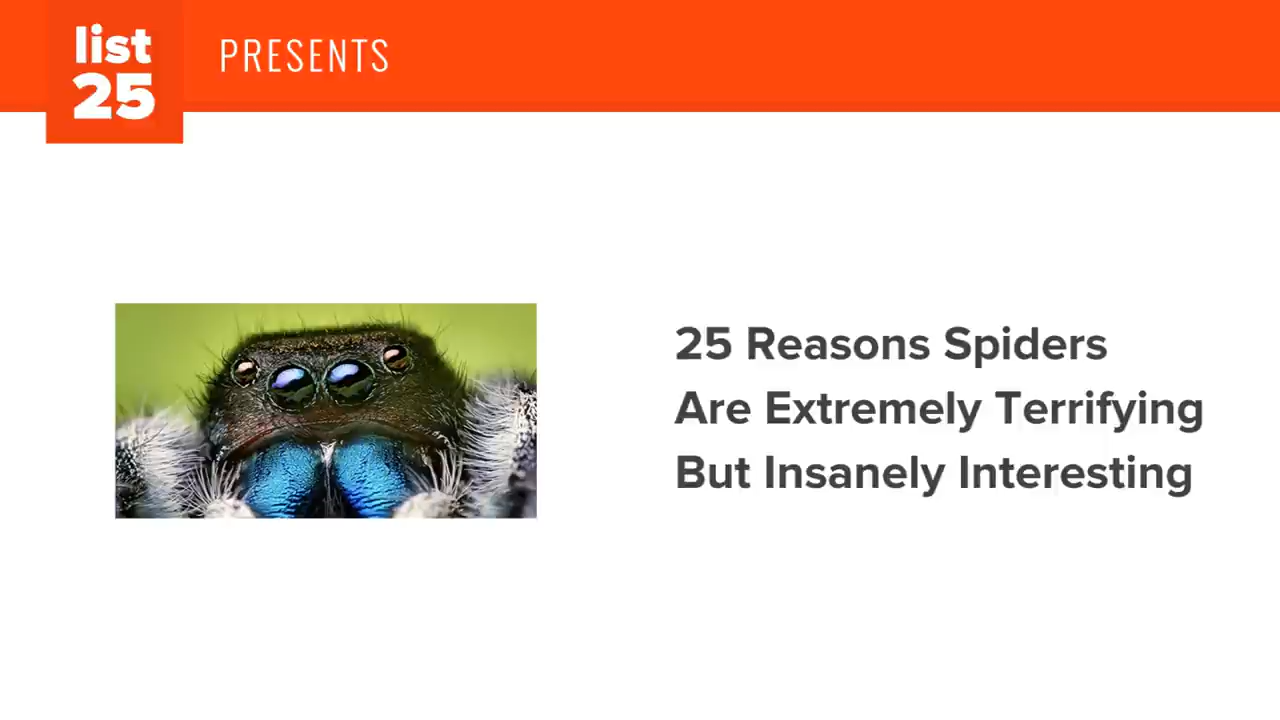 list
25
PRESENTS
25 Reasons Spiders
Are Extremely Terrifying
But Insanely Interesting